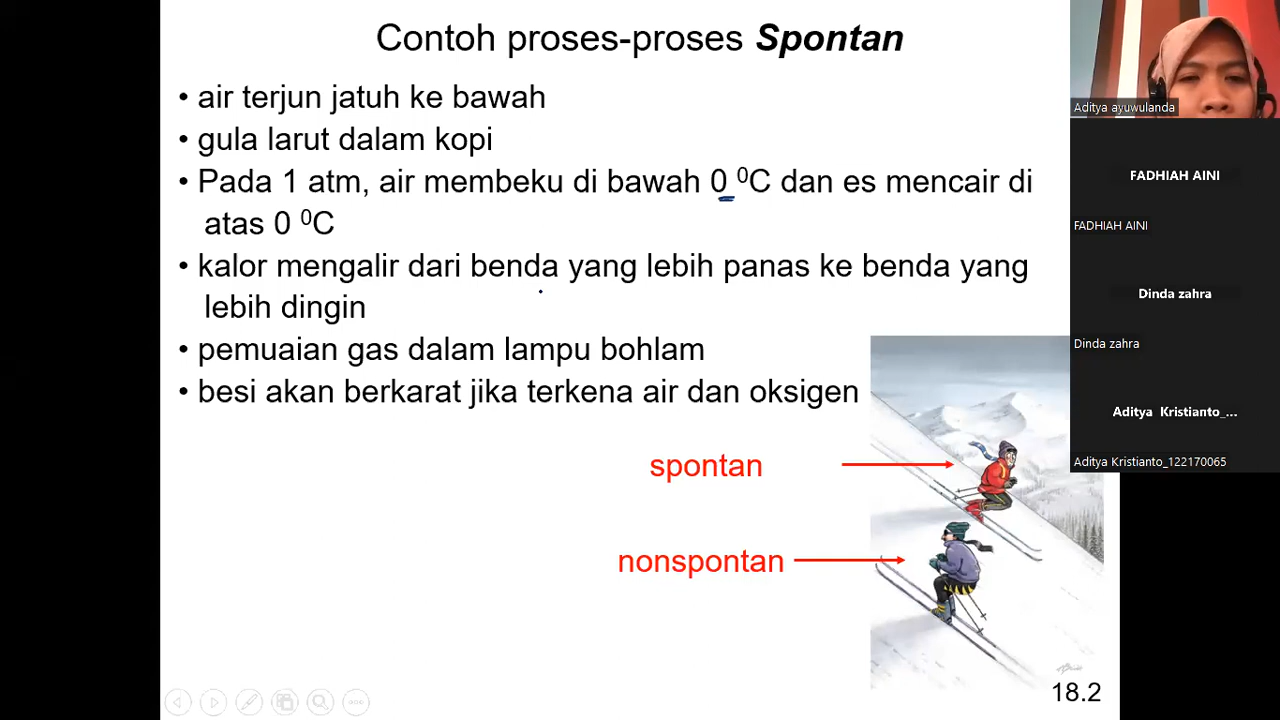 Contoh proses-proses Spontan
• air terjun jatuh ke bawah
• gula larut dalam kopi
• Pada 1 atm, air membeku di bawah 0 ⁰C dan es mencair di
atas 0 ⁰C
• kalor mengalir dari benda yang lebih panas ke benda yang
lebih dingin
• pemuaian gas dalam lampu bohlam
• besi akan berkarat jika terkena air dan oksigen
spontan
nonspontan
18.2
Aditya ayuwulanda
FADHIAH AINI
FADHIAH AINI
Dinda zahra
Dinda zahra
Aditya Kristianto_...
Aditya Kristianto_122170065